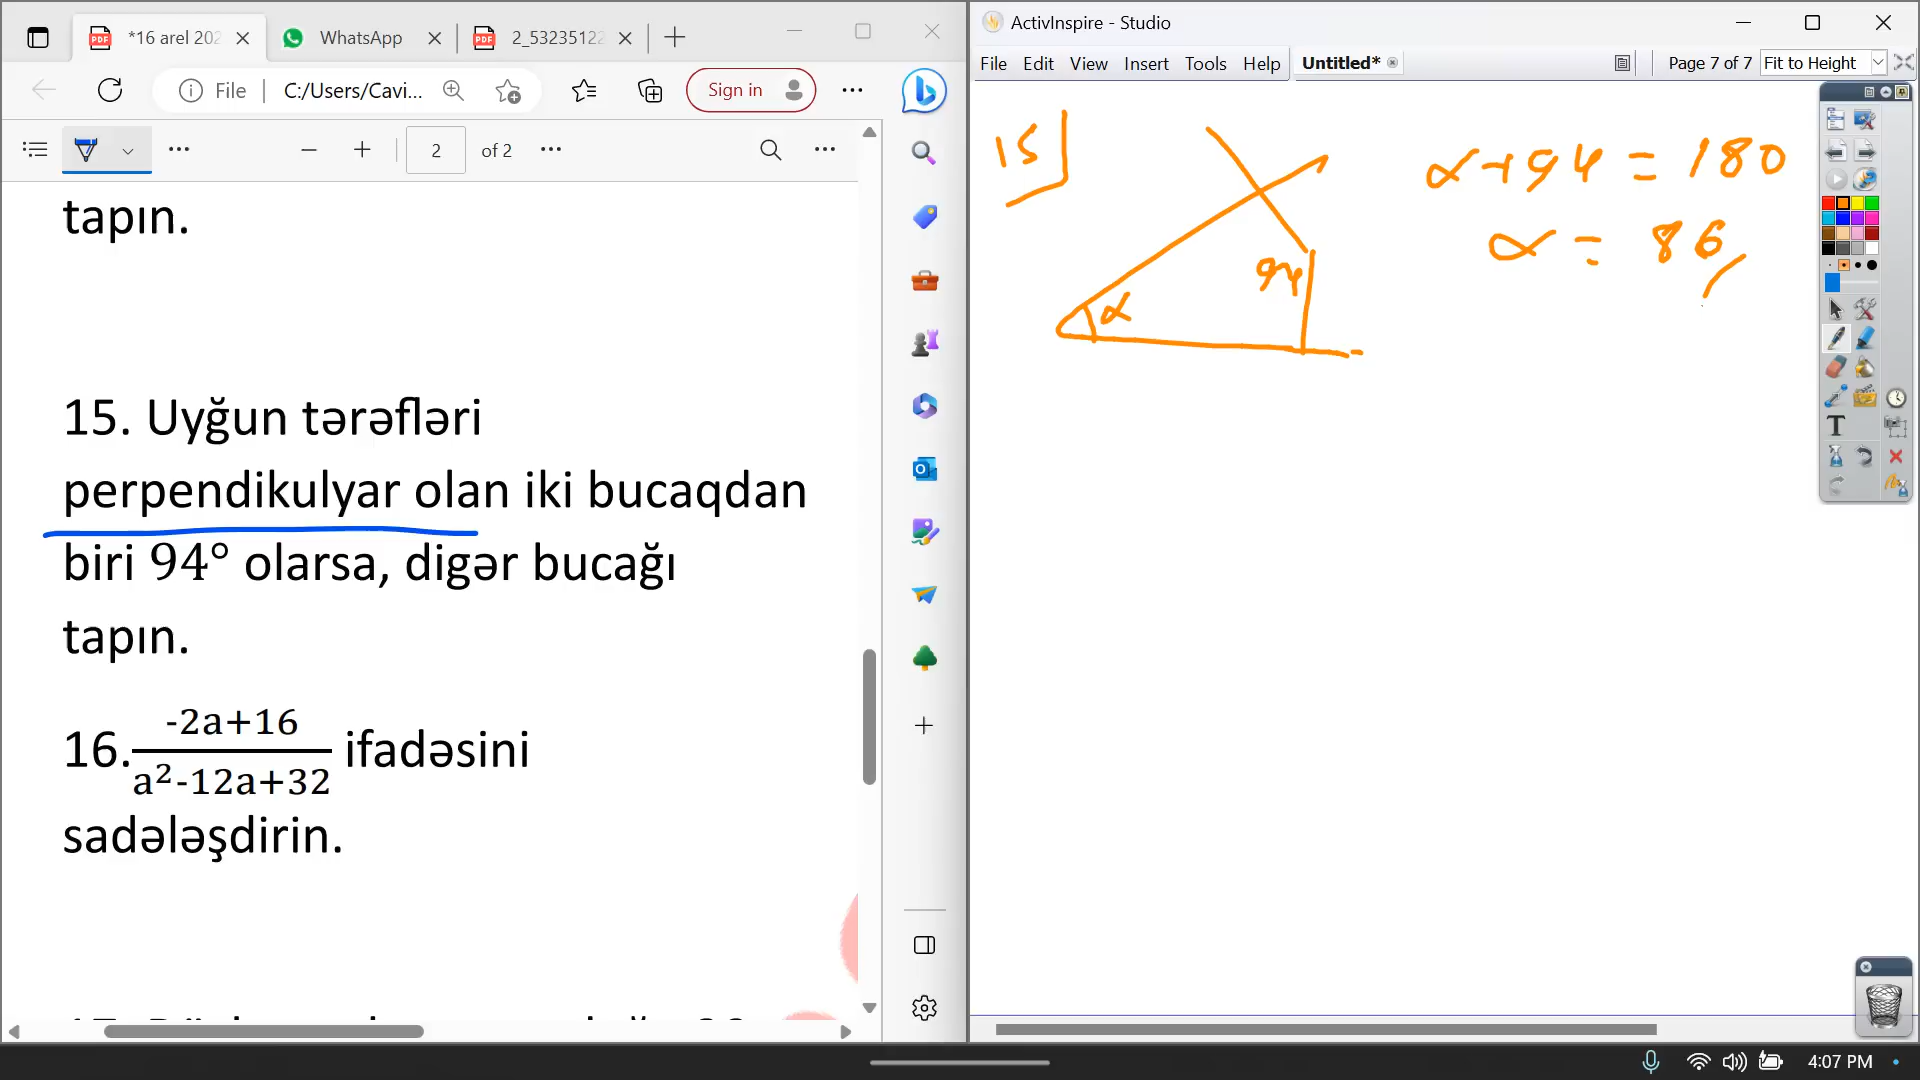 *16 arel 202
WhatsApp
2_53235122
File
C:/Users/Cavi...
Sign in
2
of 2
tapın.
15. Uyğun tərəfləri
perpendikulyar olan iki bucaqdan
biri 94° olarsa, digər bucağı
tapın.
16. -2a+16
a²-12a+32
ifadəsini
sadələşdirin.
ActivInspire - Studio
File Edit View Insert Tools Help
Untitled*
Page 7 of 7
Fit to Height
15
α+94=180
α = 86
94
α
4:07 PM